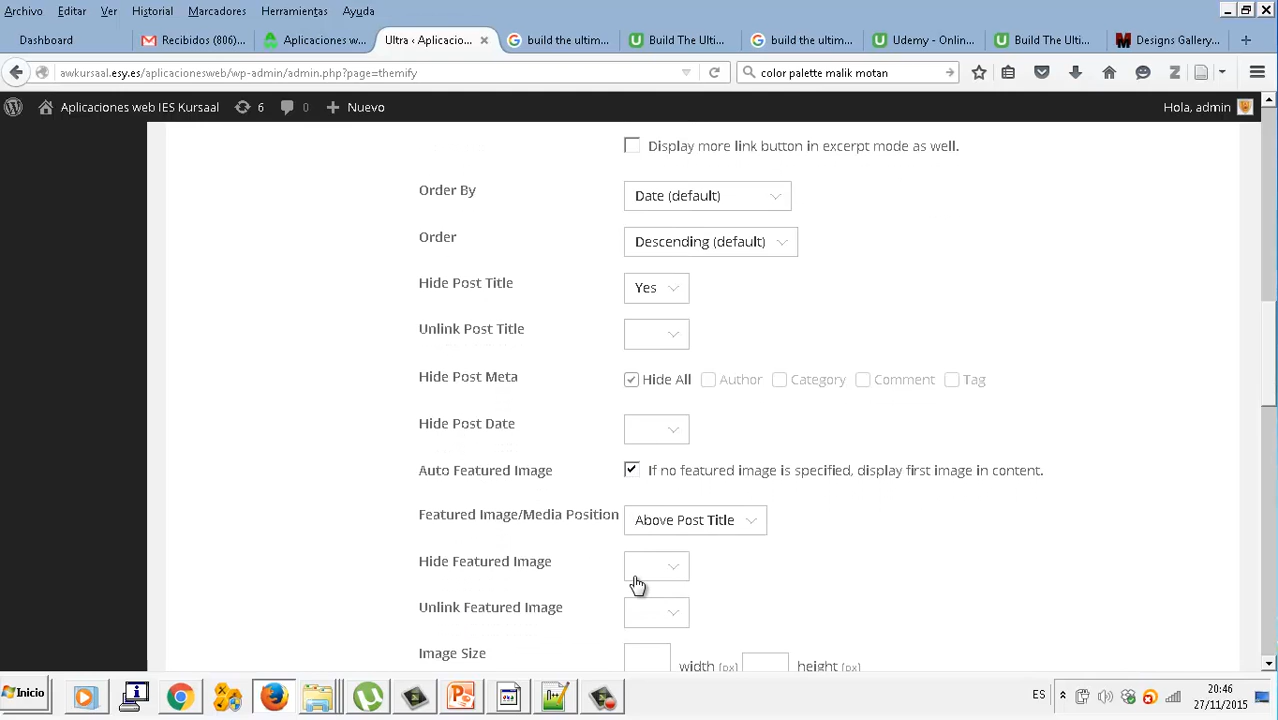 Archivo Editar Ver Historial Marcadores Herramientas Ayuda
Dashboard Recibidos (806)... Aplicaciones w... Ultra ‹ Aplicacio... build the ultim... Build The Ulti... build the ultim... Udemy - Onlin... Build The Ulti... Designs Gallery...
awkursaal.esy.es/aplicacionesweb/wp-admin/admin.php?page=themify color palette malik motan
Aplicaciones web IES Kursaal 6 0 Nuevo Hola, admin
Display more link button in excerpt mode as well.
Order By Date (default)
Order Descending (default)
Hide Post Title Yes
Unlink Post Title
Hide Post Meta Hide All Author Category Comment Tag
Hide Post Date
Auto Featured Image If no featured image is specified, display first image in content.
Featured Image/Media Position Above Post Title
Hide Featured Image
Unlink Featured Image
Image Size width (px) height (px)
Inicio ES 20:46
27/11/2015